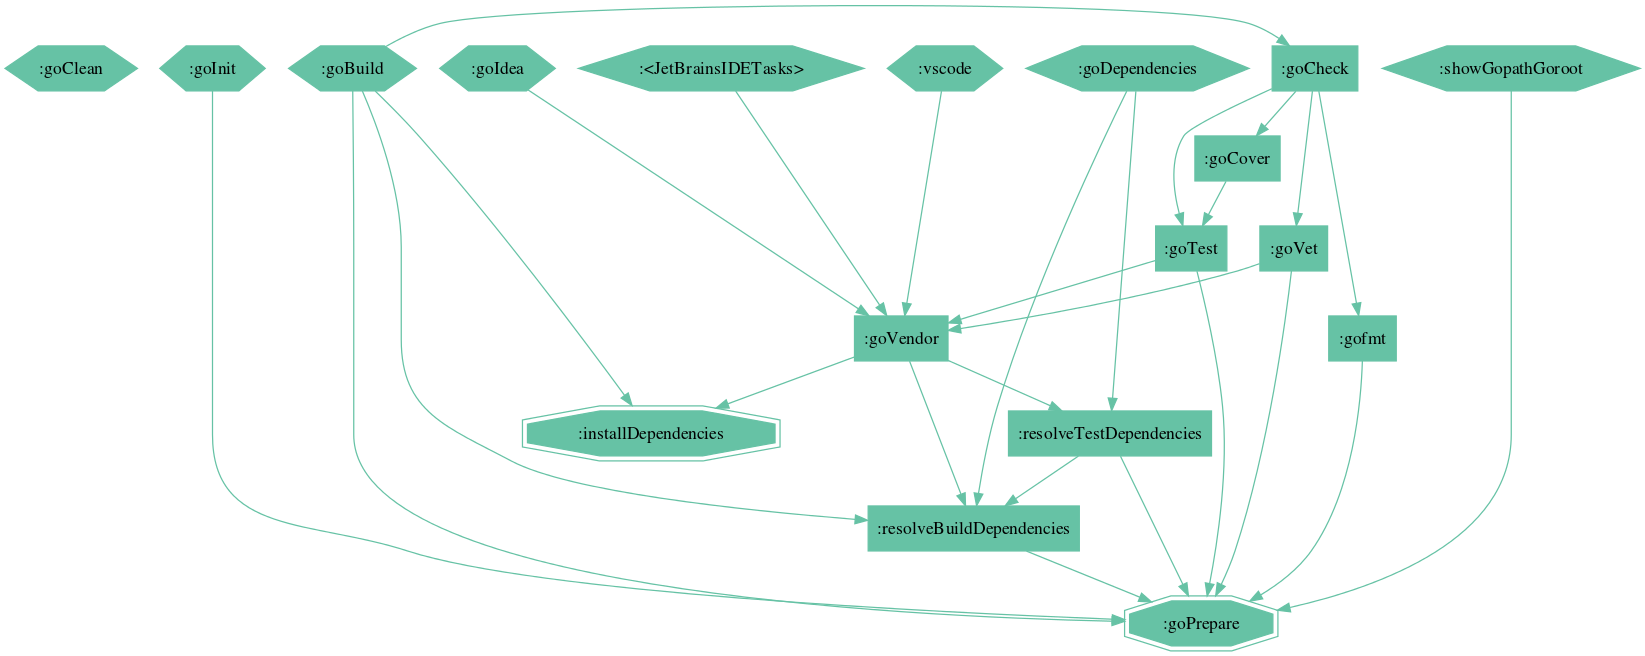 :goClean
:goInit
:goBuild
:goIdea
:<JetBrainsIDETasks>
:vscode
:goDependencies
:goCheck
:showGopathGoroot
:goCover
:goTest
:goVet
:goVendor
:gofmt
:installDependencies
:resolveTestDependencies
:resolveBuildDependencies
:goPrepare